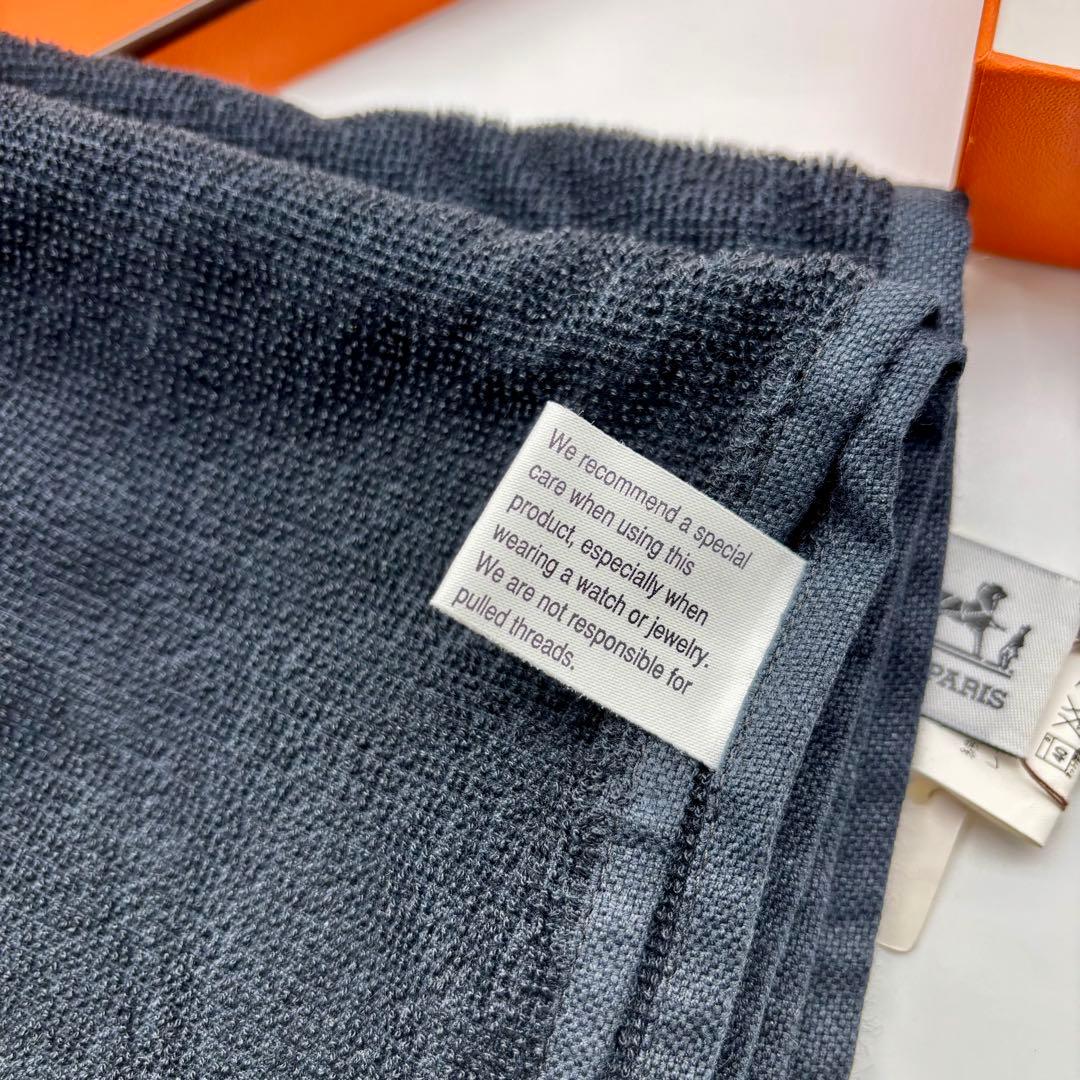 We recommend a special
care when using this
product, especially when
wearing a watch or jewelry.
We are not responsible for
pulled threads.
PARIS
40